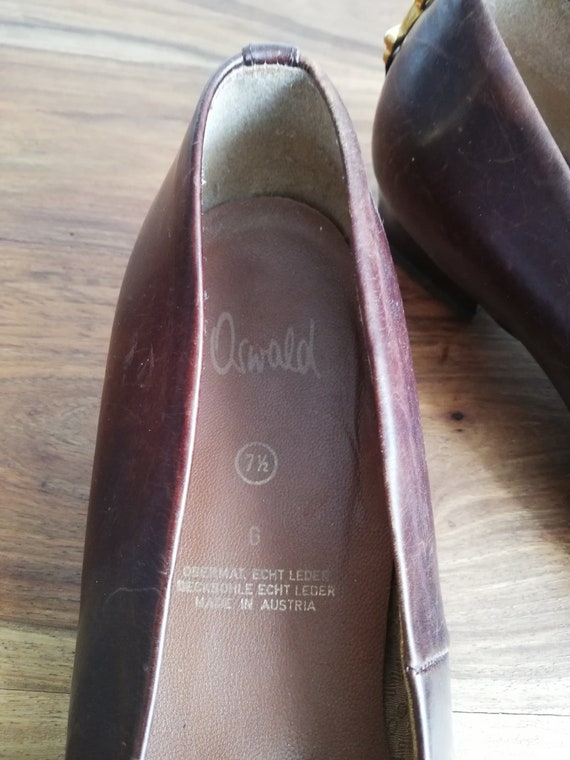 Oswald
7½
G
OBERMAT. ECHT LEDER
DECKSOHLE ECHT LEDER
MADE IN AUSTRIA